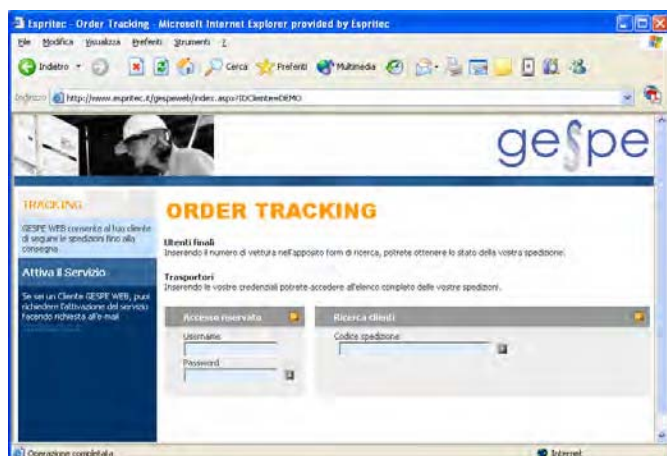 Espritec - Order Tracking - Microsoft Internet Explorer provided by Espritec
File Modifica Visualizza Preferiti Strumenti ?
Indietro Cerca Preferiti Multimedia
Indirizzo http://www.espritec.it/gespeweb/index.aspx?IDCliente=DEMO
gespe
TRACKING
GESPE WEB consente al tuo cliente
di seguire le spedizioni fino alla
consegna
Attiva il Servizio
Se sei un Cliente GESPE WEB, puoi
richiedere l'attivazione del servizio
facendo richiesta all'e-mail
ORDER TRACKING
Utenti finali
Inserendo il numero di vettura nell'apposito form di ricerca, potrete ottenere lo stato della vostra spedizione.
Trasportori
Inserendo le vostre credenziali potrete accedere all'elenco completo delle vostre spedizioni.
Accesso riservato
Username
Password
Ricerca clienti
Codice spedizione
Operazione completata
Internet